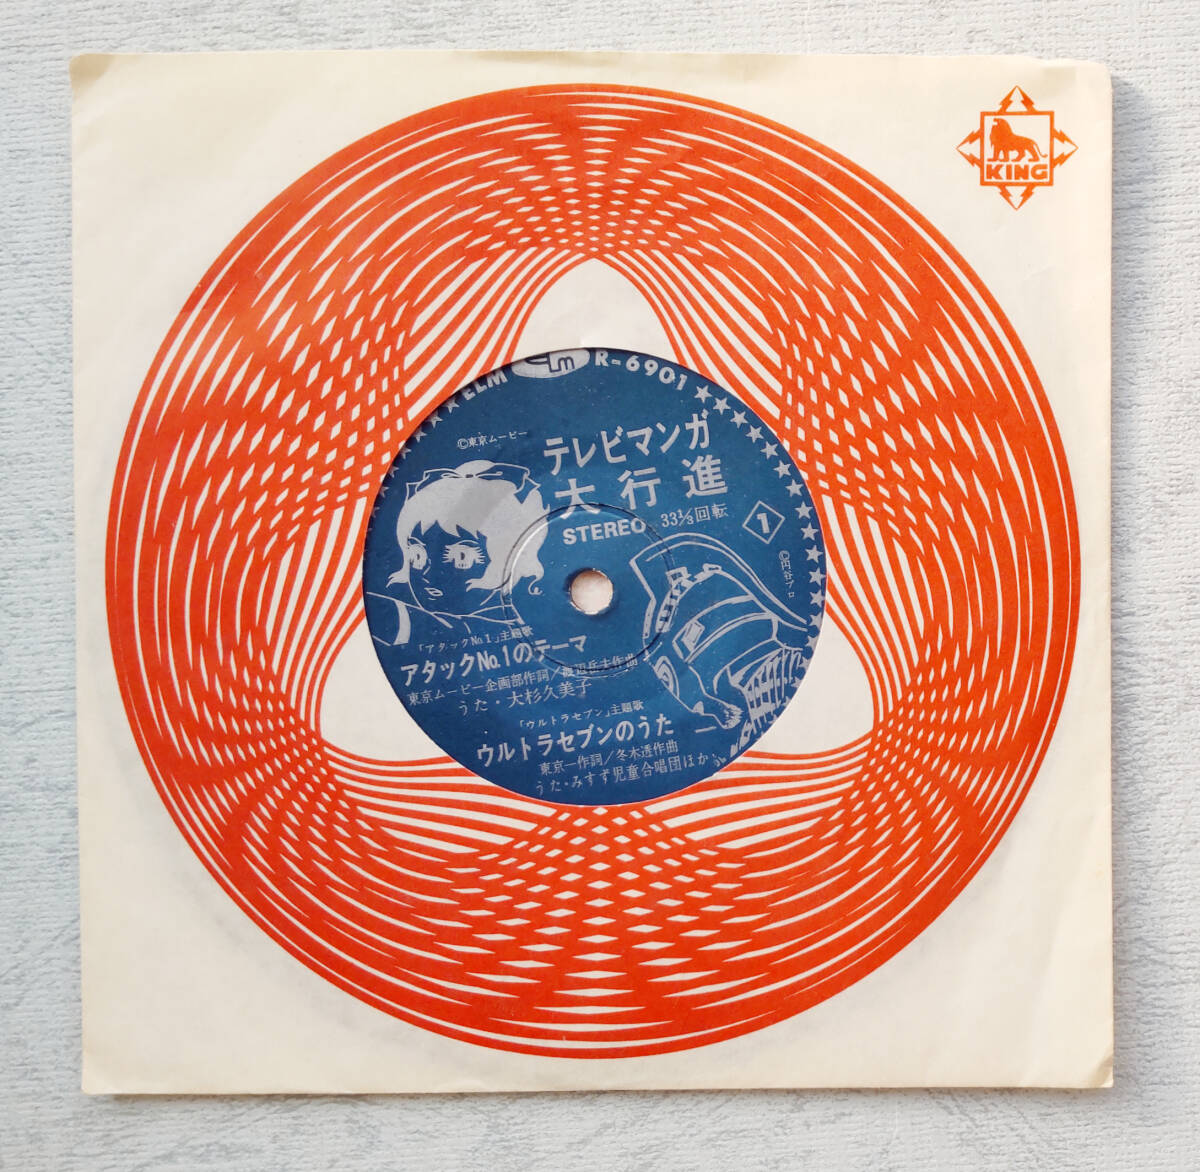 KING
ELM
R-6901
©東京ムービー
テレビマンガ
大行進
STEREO 33⅓回転
1
©円谷プロ
「アタックNo.1」主題歌
アタックNo.1のテーマ
東京ムービー企画部作詞/渡辺岳夫作曲
うた・大杉久美子
「ウルトラセブン」主題歌
ウルトラセブンのうた
東京一作詞/冬木透作曲
うた・みすず児童合唱団ほか